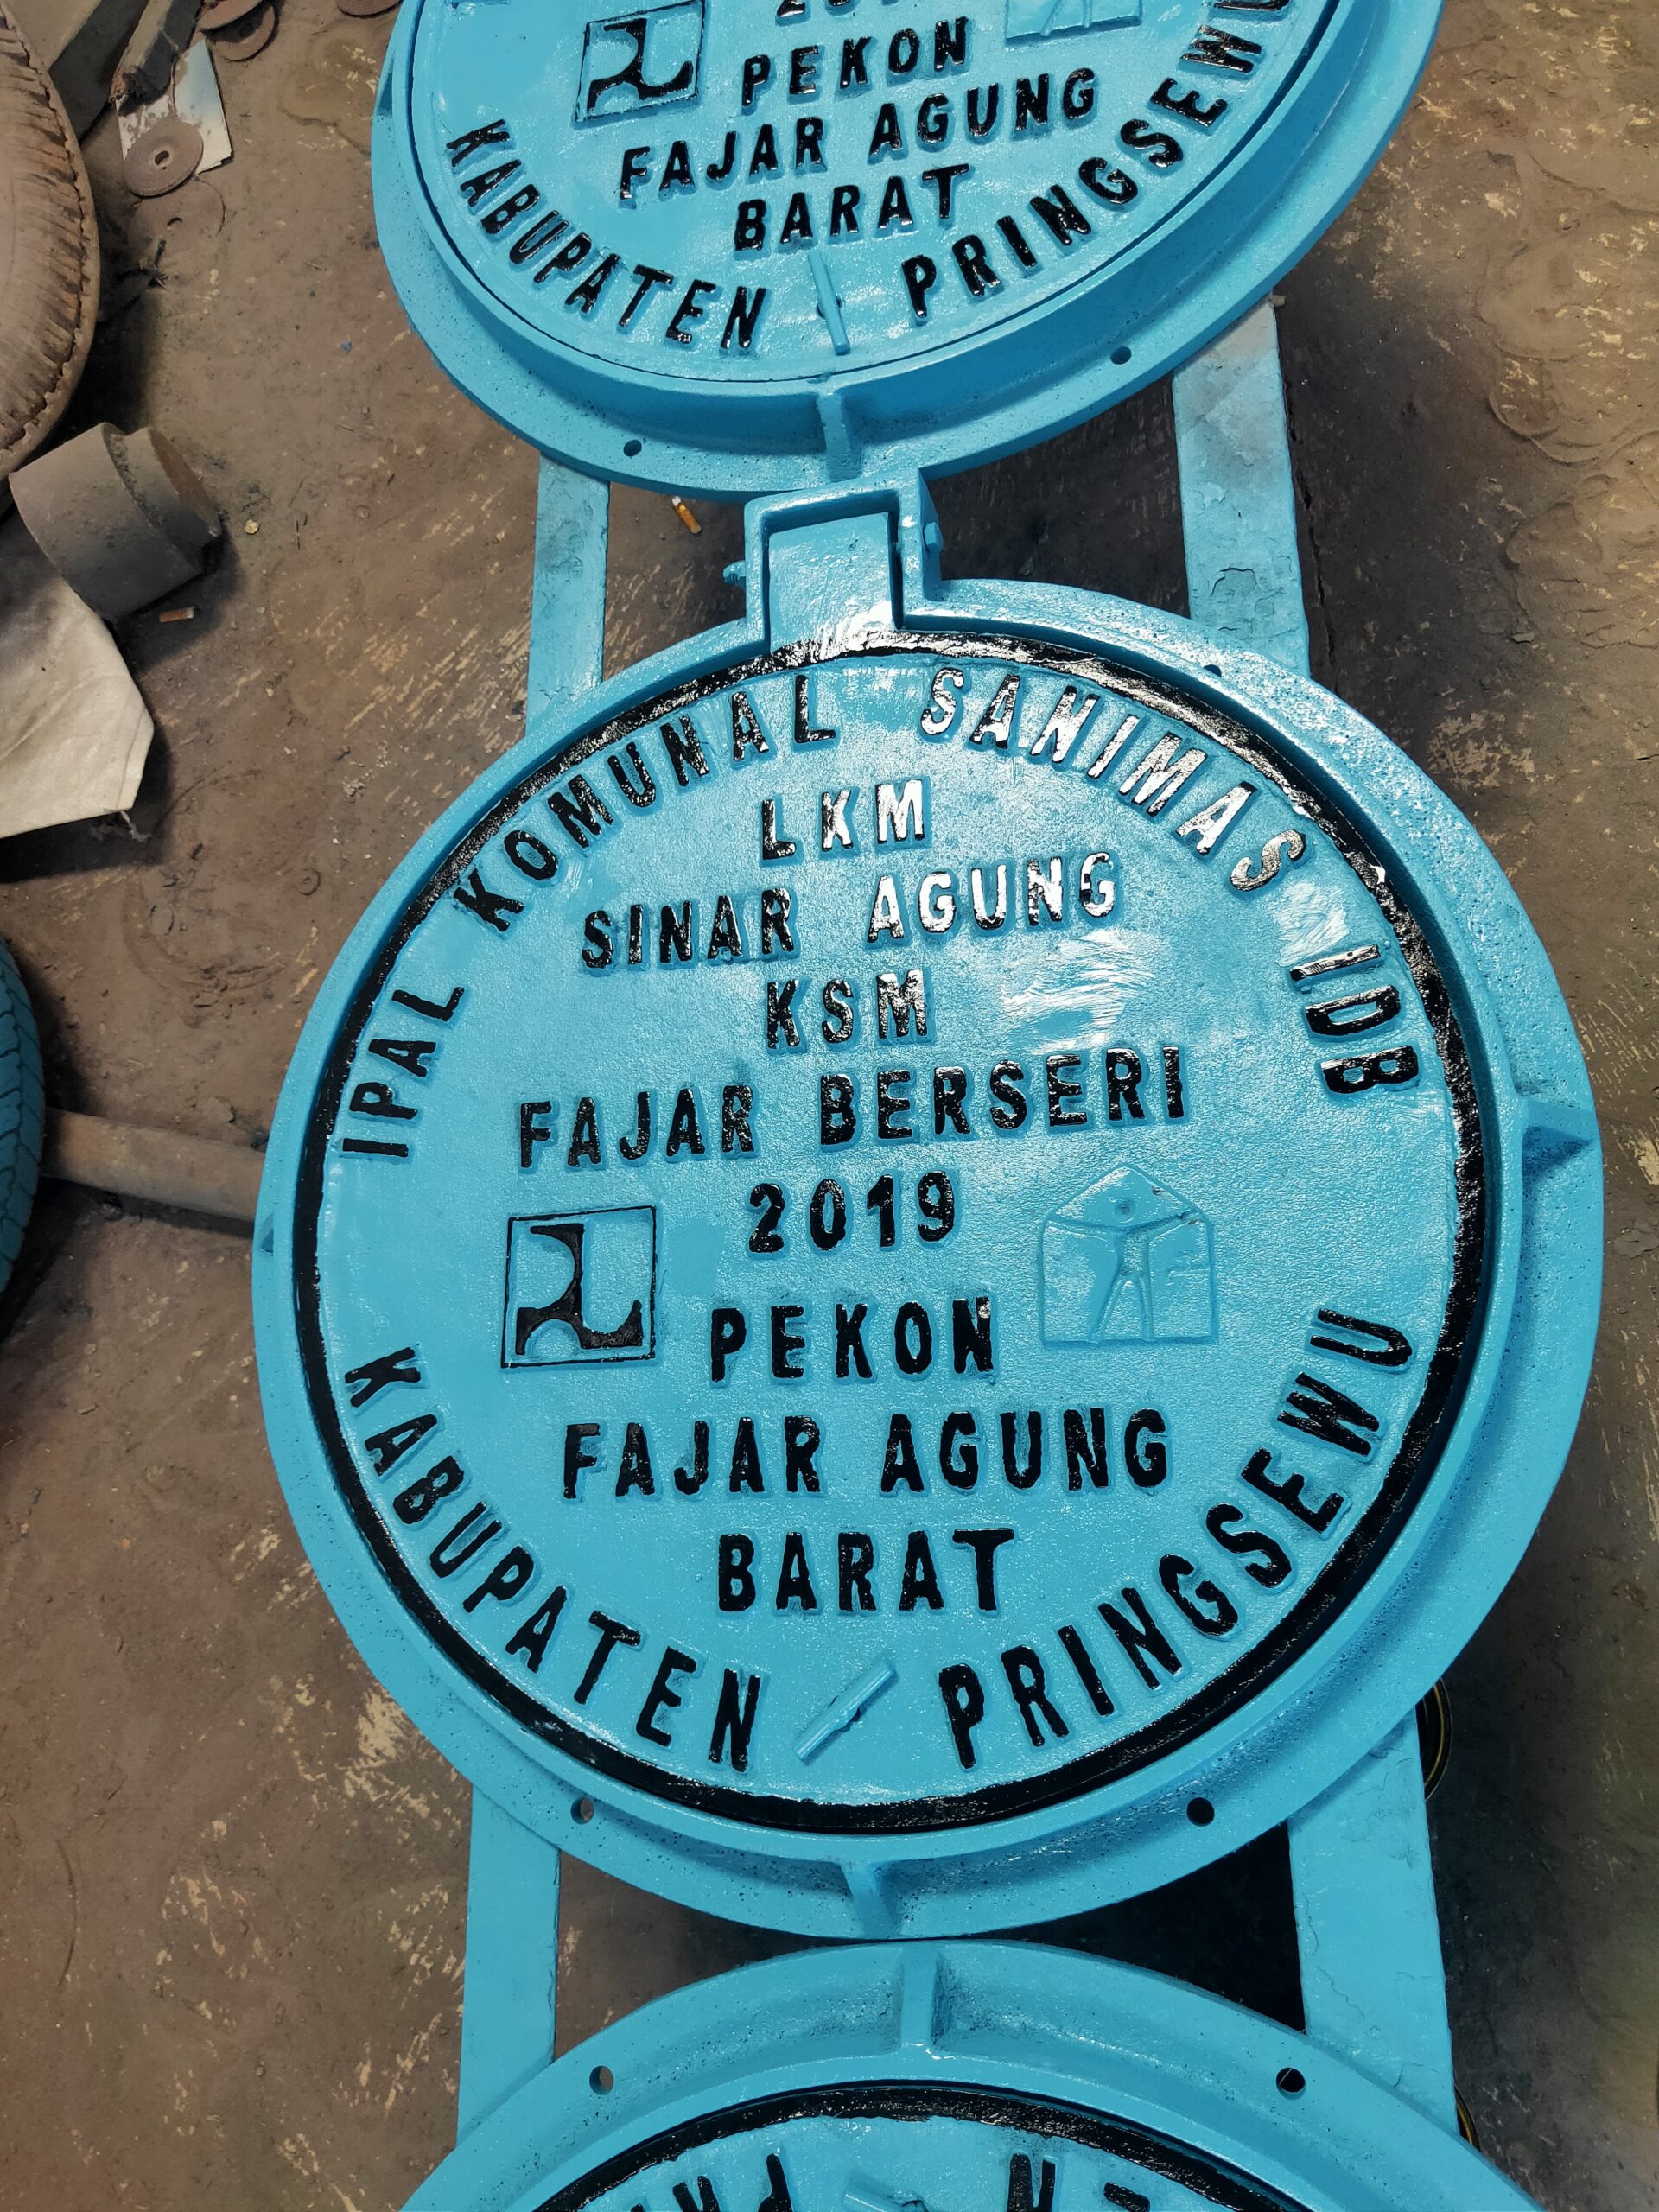 PEKON
FAJAR AGUNG
BARAT
KABUPATEN PRINGSEWU
IPAL KOMUNAL SANIMAS IDB
LKM
SINAR AGUNG
KSM
FAJAR BERSERI
2019
PEKON
FAJAR AGUNG
BARAT
KABUPATEN PRINGSEWU